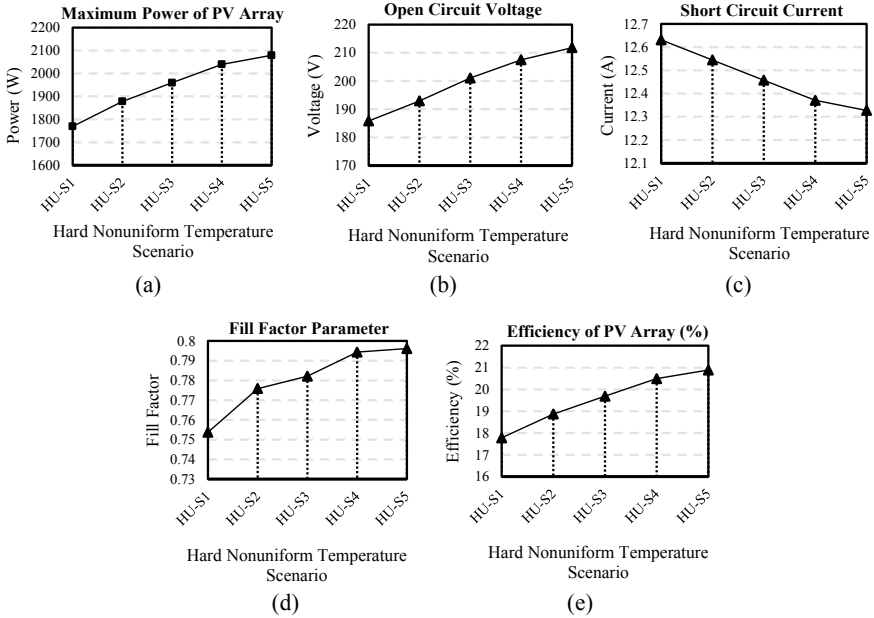 Maximum Power of PV Array
2200
2100
2000
1900
1800
1700
1600
Power (W)
HU-S1
HU-S2
HU-S3
HU-S4
HU-S5
Hard Nonuniform Temperature
Scenario
(a)
Open Circuit Voltage
220
210
200
190
180
170
Voltage (V)
HU-S1
HU-S2
HU-S3
HU-S4
HU-S5
Hard Nonuniform Temperature
Scenario
(b)
Short Circuit Current
12.7
12.6
12.5
12.4
12.3
12.2
12.1
Current (A)
HU-S1
HU-S2
HU-S3
HU-S4
HU-S5
Hard Nonuniform Temperature
Scenario
(c)
Fill Factor Parameter
0.8
0.79
0.78
0.77
0.76
0.75
0.74
0.73
Fill Factor
HU-S1
HU-S2
HU-S3
HU-S4
HU-S5
Hard Nonuniform Temperature
Scenario
(d)
Efficiency of PV Array (%)
22
21
20
19
18
17
16
Efficiency (%)
HU-S1
HU-S2
HU-S3
HU-S4
HU-S5
Hard Nonuniform Temperature
Scenario
(e)